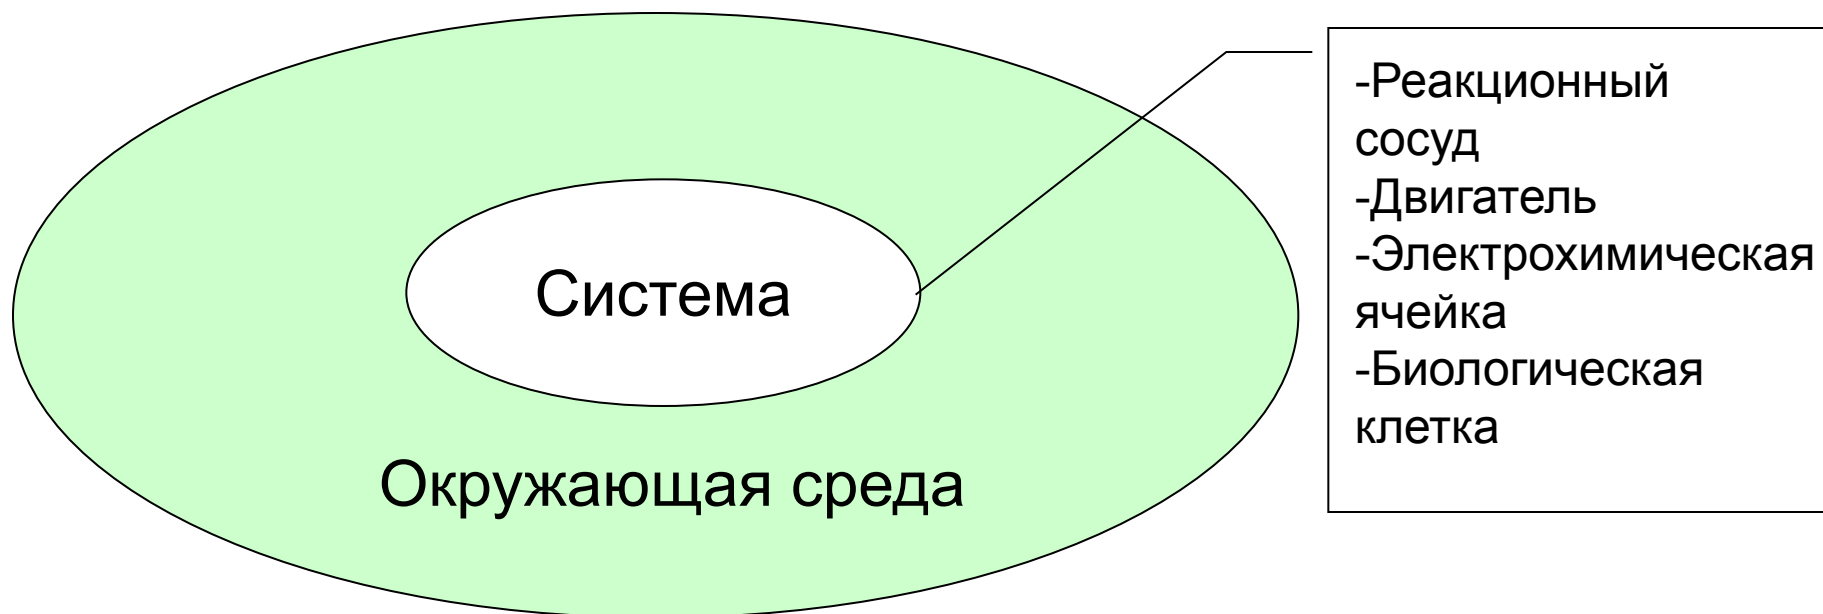 Система
Окружающая среда
-Реакционный
сосуд
-Двигатель
-Электрохимическая
ячейка
-Биологическая
клетка